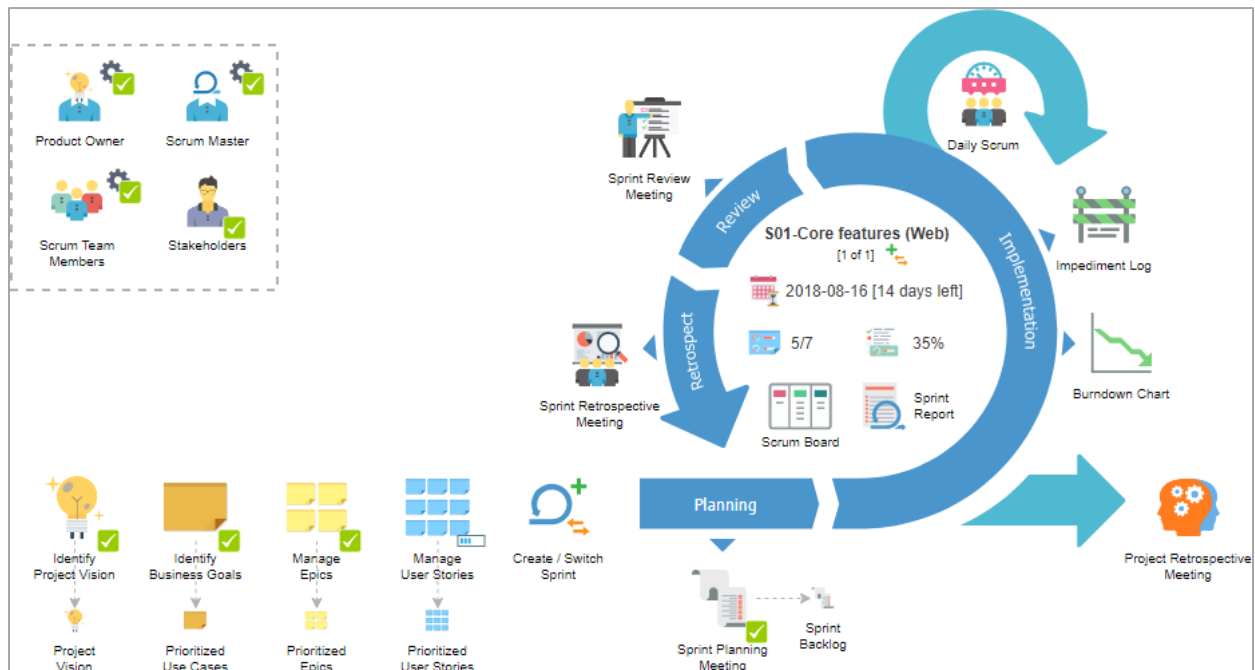 Product Owner
Scrum Master
Scrum Team
Members
Stakeholders
Sprint Review
Meeting
Daily Scrum
Review
S01-Core features (Web)
[1 of 1]
2018-08-16 [14 days left]
5/7
35%
Scrum Board
Sprint
Report
Implementation
Impediment Log
Burndown Chart
Retrospect
Sprint Retrospective
Meeting
Identify
Project Vision
Identify
Business Goals
Manage
Epics
Manage
User Stories
Create / Switch
Sprint
Planning
Project Retrospective
Meeting
Project
Vision
Prioritized
Use Cases
Prioritized
Epics
Prioritized
User Stories
Sprint Planning
Meeting
Sprint
Backlog